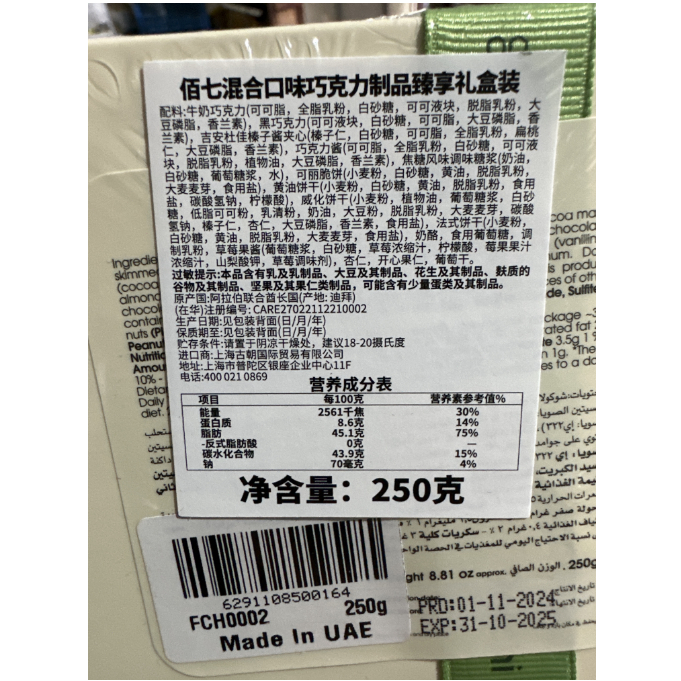 佰七混合口味巧克力制品臻享礼盒装
配料:牛奶巧克力(可可脂，全脂乳粉，白砂糖，可可液块，脱脂乳粉，大
豆磷脂，香兰素)，黑巧克力(可可液块，白砂糖，可可脂，大豆磷脂，香
兰素)，吉安杜佳榛子酱夹心(榛子仁，白砂糖，可可脂，全脂乳粉，扁桃
仁，大豆磷脂，香兰素)，巧克力酱(可可脂，全脂乳粉，白砂糖，可可液
块，脱脂乳粉，植物油，大豆磷脂，香兰素)，焦糖风味调味糖浆(奶油，
白砂糖，葡萄糖浆，水)，可丽脆饼(小麦粉，白砂糖，黄油，脱脂乳粉，
大麦麦芽，食用盐)，黄油饼干(小麦粉，白砂糖，黄油，脱脂乳粉，食用
盐，碳酸氢钠，柠檬酸)，威化饼干(小麦粉，植物油，葡萄糖浆，白砂
糖，低脂可可粉，乳清粉，奶油，大豆粉，脱脂乳粉，大麦麦芽，碳酸
氢钠，榛子仁，杏仁，大豆磷脂，香兰素，食用盐)，法式饼干(小麦粉，
白砂糖，黄油，脱脂乳粉，大麦麦芽，食用盐)，奶酪，食用葡萄糖，调
制乳粉，草莓果酱(葡萄糖浆，白砂糖，草莓浓缩汁，柠檬酸，莓果果汁
浓缩汁，山梨酸钾，草莓调味剂)，杏仁，开心果仁，葡萄干。
过敏提示:本品含有乳及乳制品、大豆及其制品、花生及其制品、麸质的
谷物及其制品、坚果及其果仁类制品，可能含有少量蛋类及其制品。
原产国:阿拉伯联合酋长国(产地: 迪拜)
(在华)注册编号: CARE27022112210002
生产日期:见包装背面(日/月/年)
保质期至:见包装背面(日/月/年)
贮存条件:请置于阴凉干燥处，建议18-20摄氏度
进口商:上海古朝国际贸易有限公司
地址:上海市普陀区银座企业中心11F
电话:400 021 0869
营养成分表
项目 每100克 营养素参考值%
能量 2561千焦 30%
蛋白质 8.6克 14%
脂肪 45.1克 75%
-反式脂肪酸 0克 —
碳水化合物 43.9克 15%
钠 70毫克 4%
净含量：250克
6291108500164
FCH0002 250g
Made In UAE
ght 8.81 oz approx. الوزن الصافي .250g
PRD:01-11-2024
EXP:31-10-2025